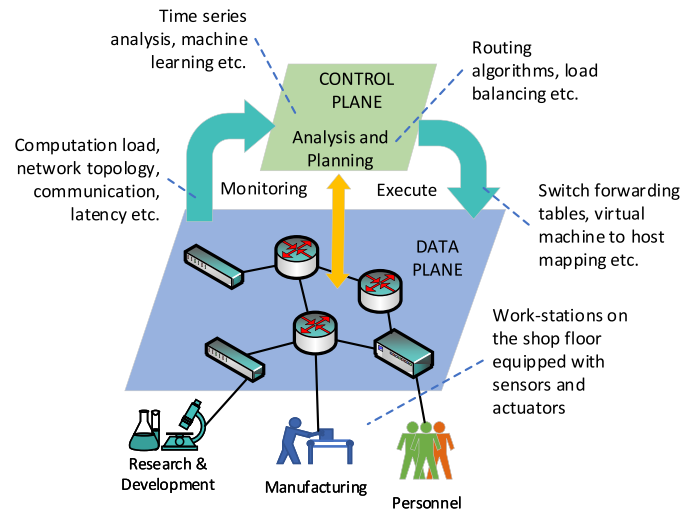 Time series
analysis, machine
learning etc.
CONTROL
PLANE
Analysis and
Planning
Routing
algorithms, load
balancing etc.
Computation load,
network topology,
communication,
latency etc.
Monitoring
Execute
Switch forwarding
tables, virtual
machine to host
mapping etc.
DATA
PLANE
Work-stations on
the shop floor
equipped with
sensors and
actuators
Research &
Development
Manufacturing
Personnel